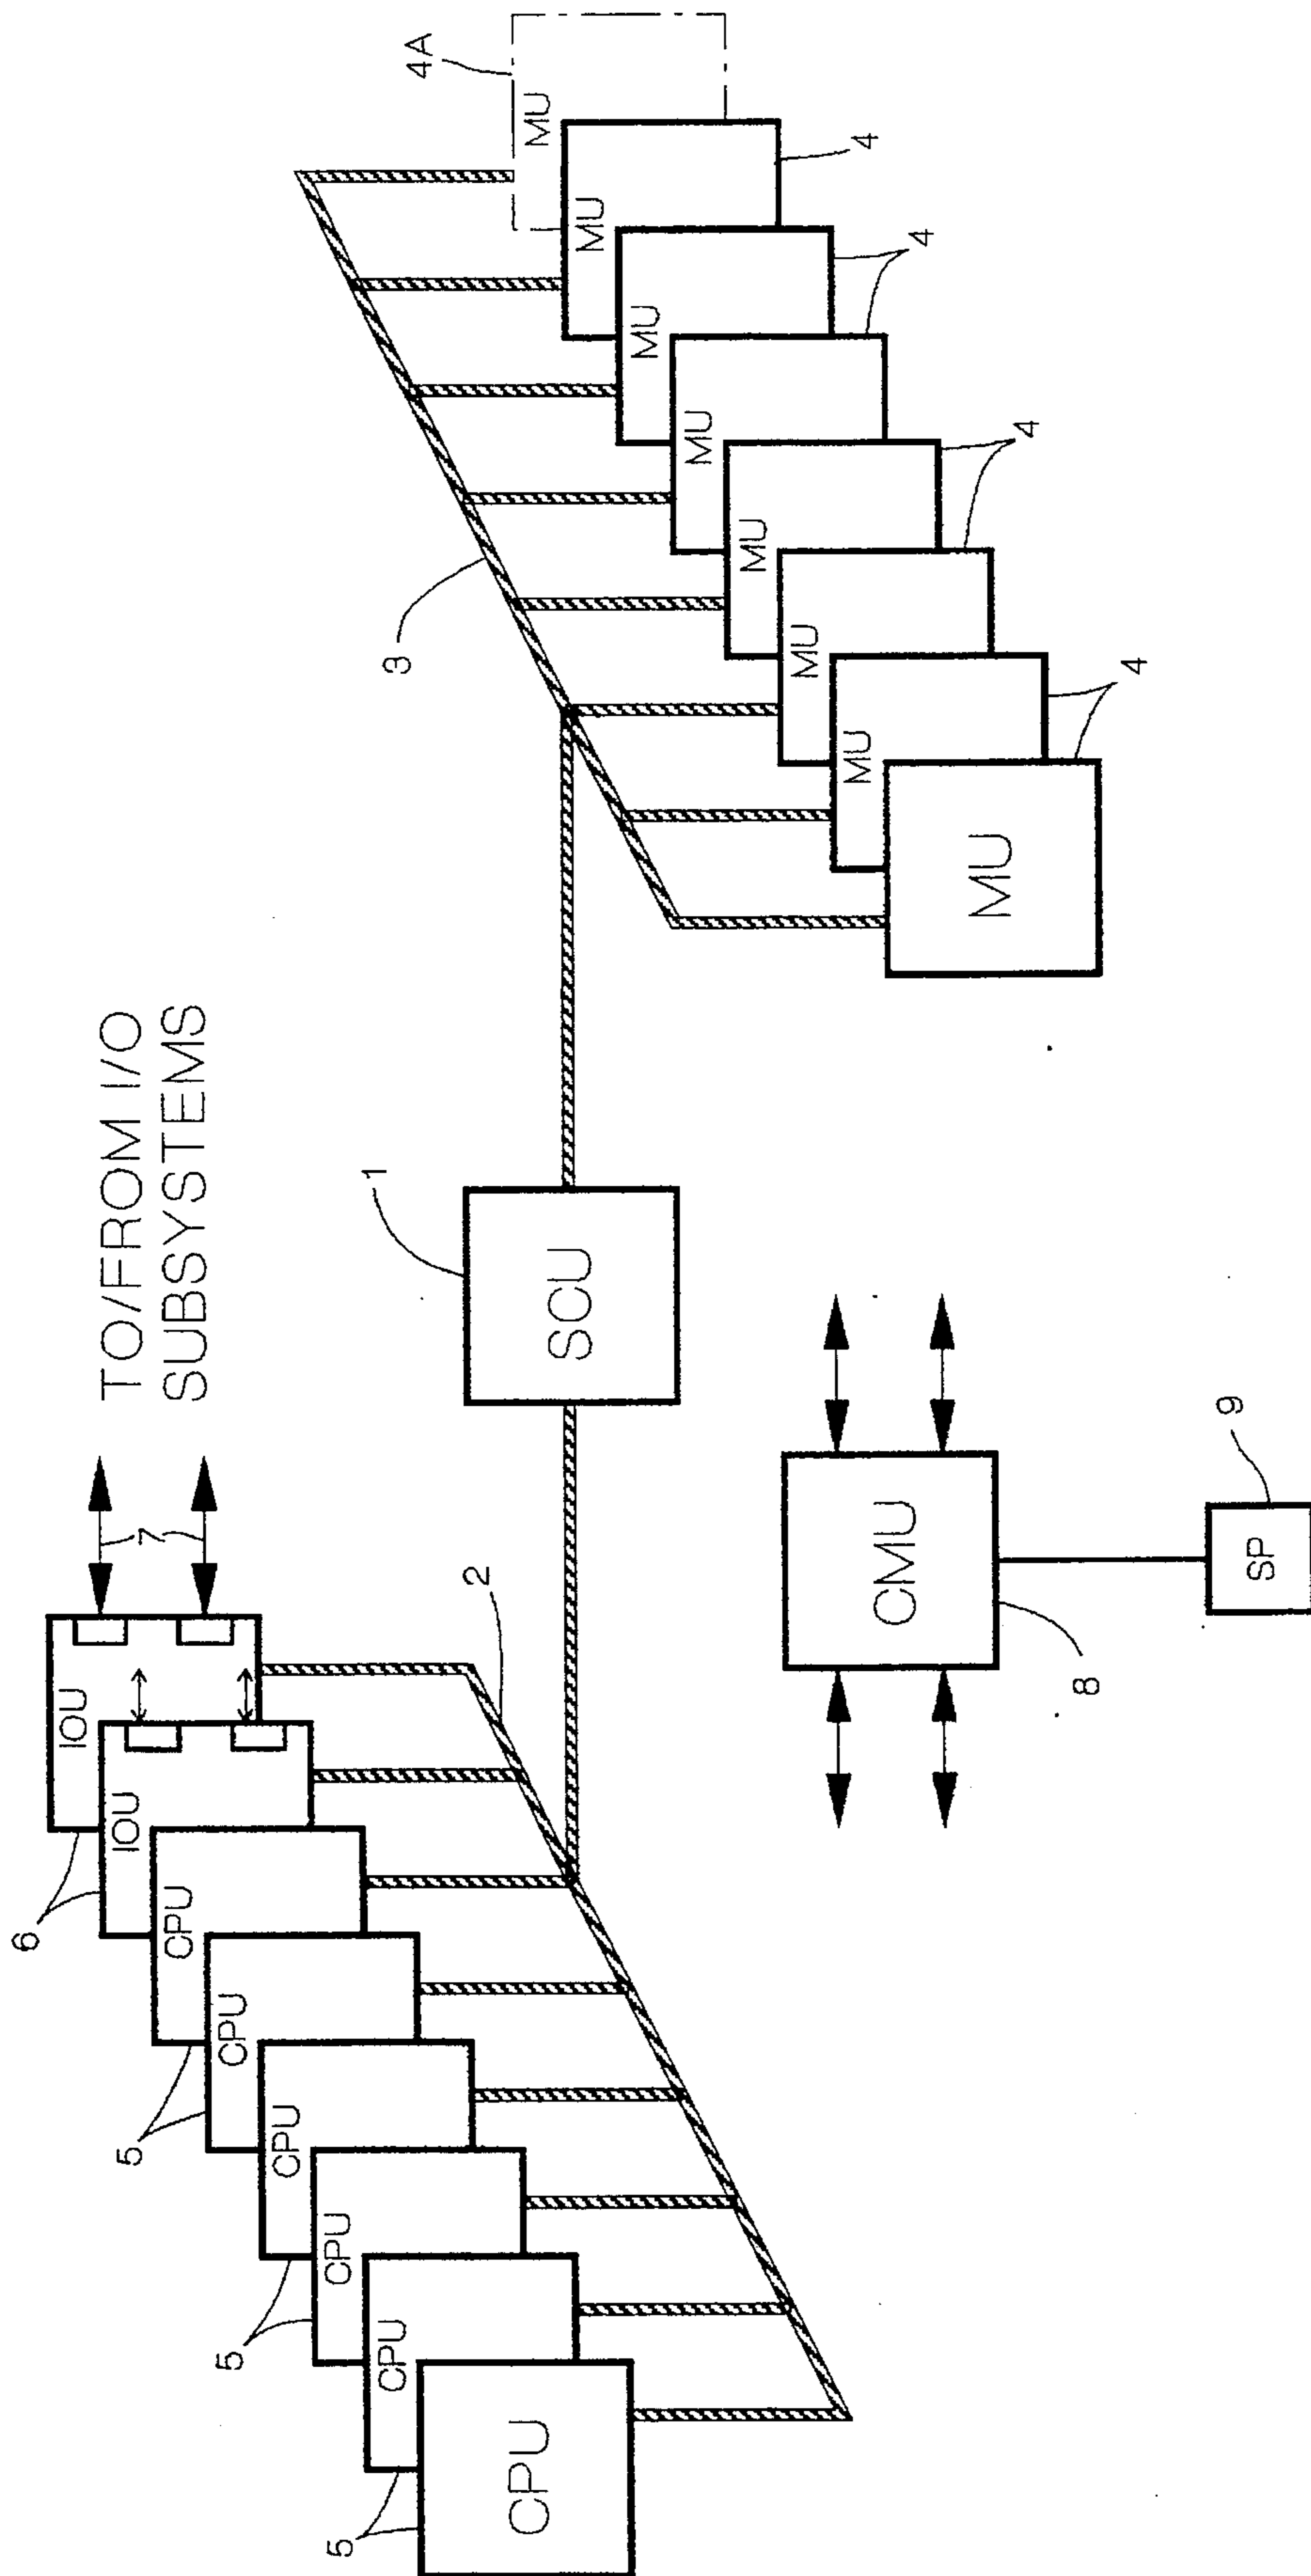 TO/FROM I/O
SUBSYSTEMS
7
6
IOU
IOU
5
CPU
CPU
5
CPU
CPU
5
CPU
CPU
2
1
SCU
3
4A
MU
MU
4
MU
MU
4
MU
MU
4
MU
MU
4
CMU
8
9
SP